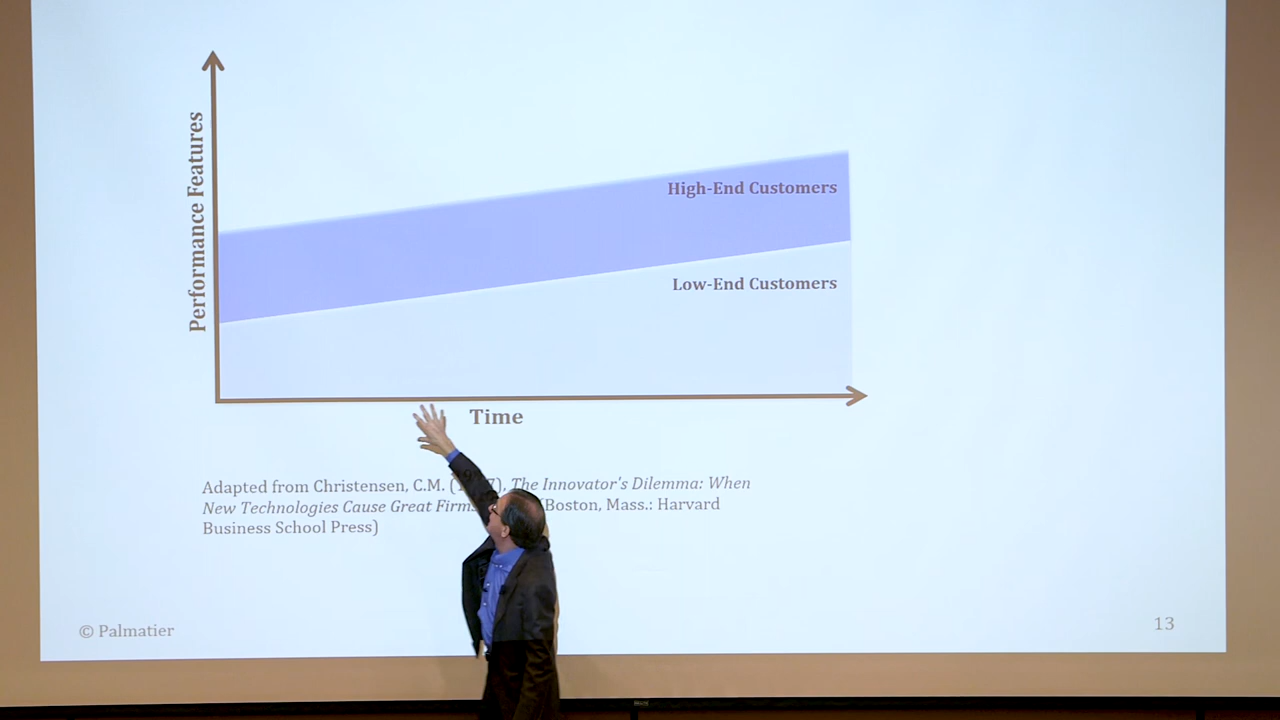 Performance Features
High-End Customers
Low-End Customers
Time
Adapted from Christensen, C.M. ( 7), The Innovator's Dilemma: When
New Technologies Cause Great Firms (Boston, Mass.: Harvard
Business School Press)
© Palmatier
13